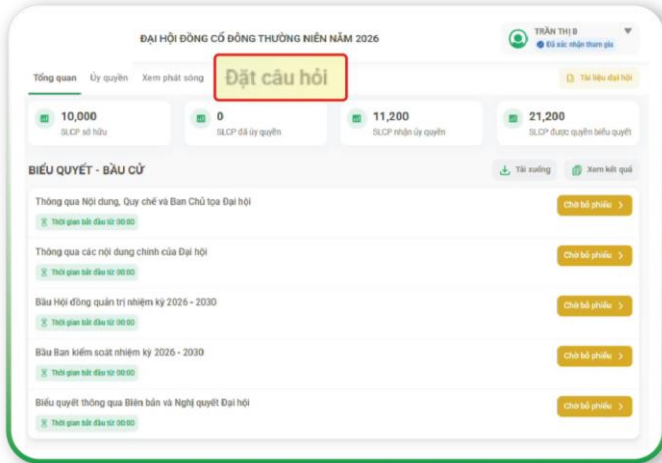 ĐẠI HỘI ĐỒNG CỔ ĐÔNG THƯỜNG NIÊN NĂM 2026
TRẦN THỊ B
Đã xác nhận tham gia
Tổng quan Ủy quyền Xem phát sóng Đặt câu hỏi Tài liệu đại hội
10,000
SLCP sở hữu
0
SLCP đã ủy quyền
11,200
SLCP nhận ủy quyền
21,200
SLCP được quyền biểu quyết
BIỂU QUYẾT - BẦU CỬ
Tải xuống Xem kết quả
Thông qua Nội dung, Quy chế và Ban Chủ tọa Đại hội
Chờ bỏ phiếu
Thời gian bắt đầu từ 00:00
Thông qua các nội dung chính của Đại hội
Chờ bỏ phiếu
Thời gian bắt đầu từ 00:00
Bầu Hội đồng quản trị nhiệm kỳ 2026 - 2030
Chờ bỏ phiếu
Thời gian bắt đầu từ 00:00
Bầu Ban kiểm soát nhiệm kỳ 2026 - 2030
Chờ bỏ phiếu
Thời gian bắt đầu từ 00:00
Biểu quyết thông qua Biên bản và Nghị quyết Đại hội
Chờ bỏ phiếu
Thời gian bắt đầu từ 00:00